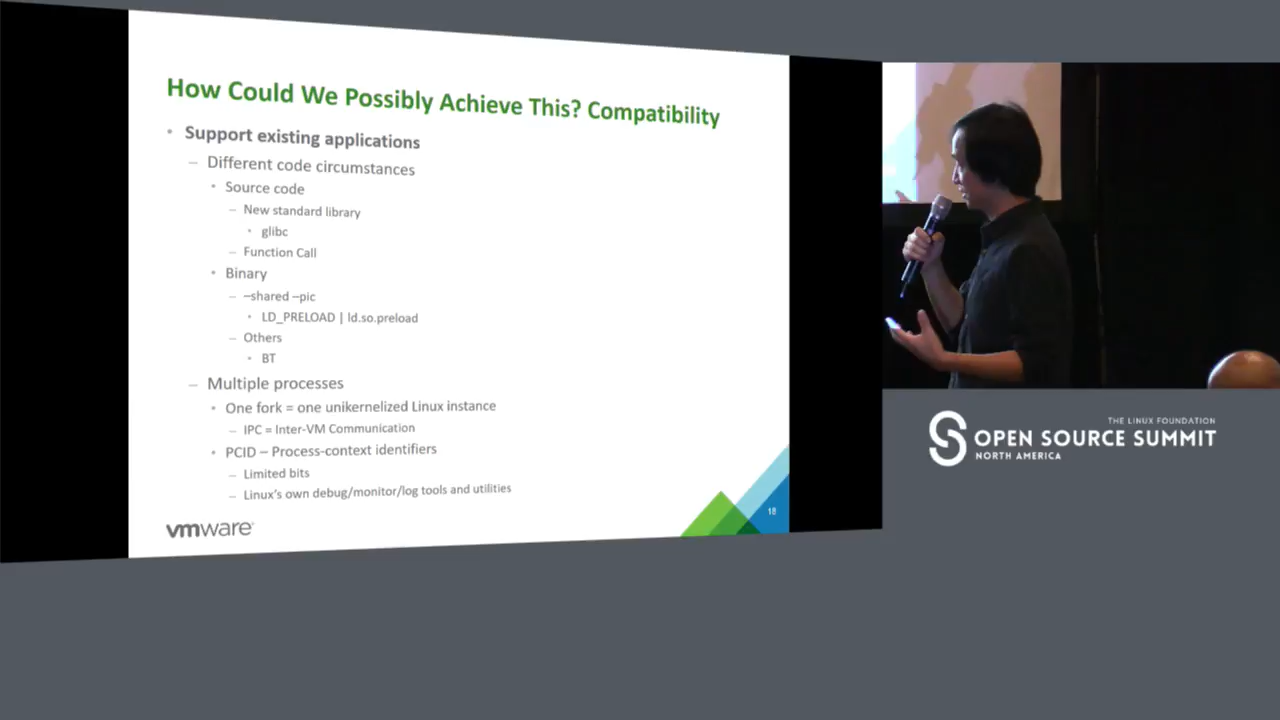 How Could We Possibly Achieve This? Compatibility
• Support existing applications
– Different code circumstances
• Source code
– New standard library
• glibc
– Function Call
• Binary
– –shared –pic
• LD_PRELOAD | ld.so.preload
– Others
• BT
– Multiple processes
• One fork = one unikernelized Linux instance
– IPC = Inter-VM Communication
• PCID – Process-context identifiers
– Limited bits
– Linux's own debug/monitor/log tools and utilities
vmware
18
THE LINUX FOUNDATION
OPEN SOURCE SUMMIT
NORTH AMERICA